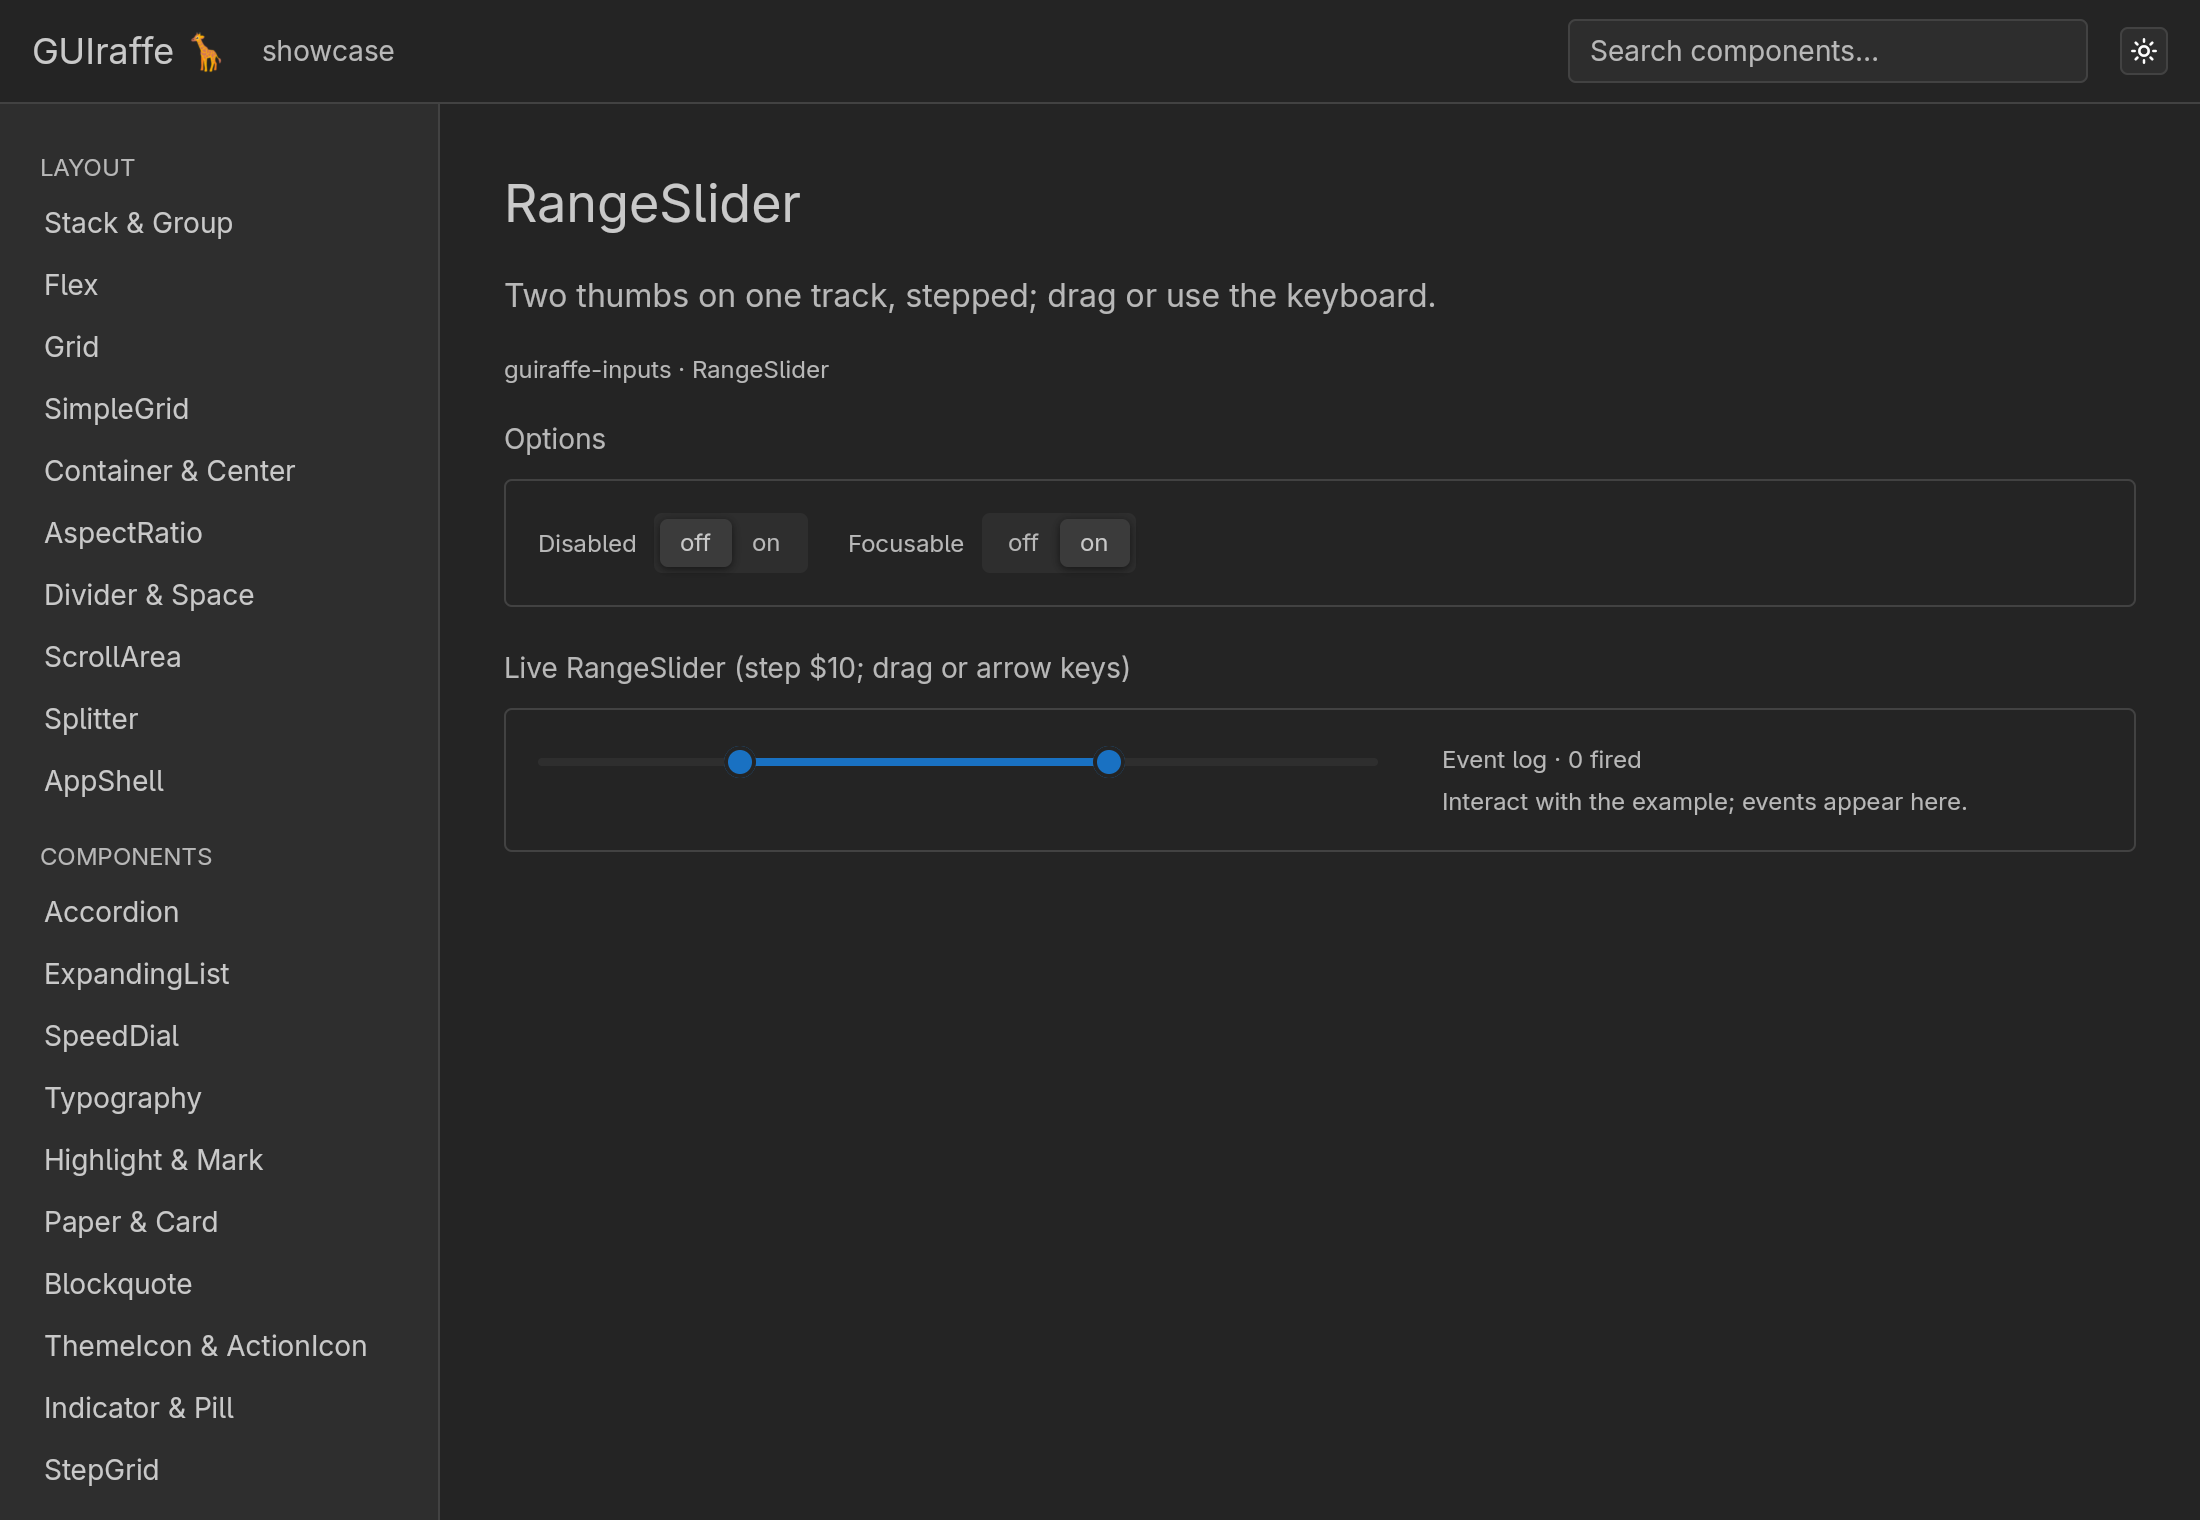 GUIraffe 🦒 showcase
Search components...
LAYOUT
Stack & Group
Flex
Grid
SimpleGrid
Container & Center
AspectRatio
Divider & Space
ScrollArea
Splitter
AppShell
COMPONENTS
Accordion
ExpandingList
SpeedDial
Typography
Highlight & Mark
Paper & Card
Blockquote
ThemeIcon & ActionIcon
Indicator & Pill
StepGrid
RangeSlider
Two thumbs on one track, stepped; drag or use the keyboard.
guiraffe-inputs · RangeSlider
Options
Disabled off on Focusable off on
Live RangeSlider (step $10; drag or arrow keys)
Event log · 0 fired
Interact with the example; events appear here.